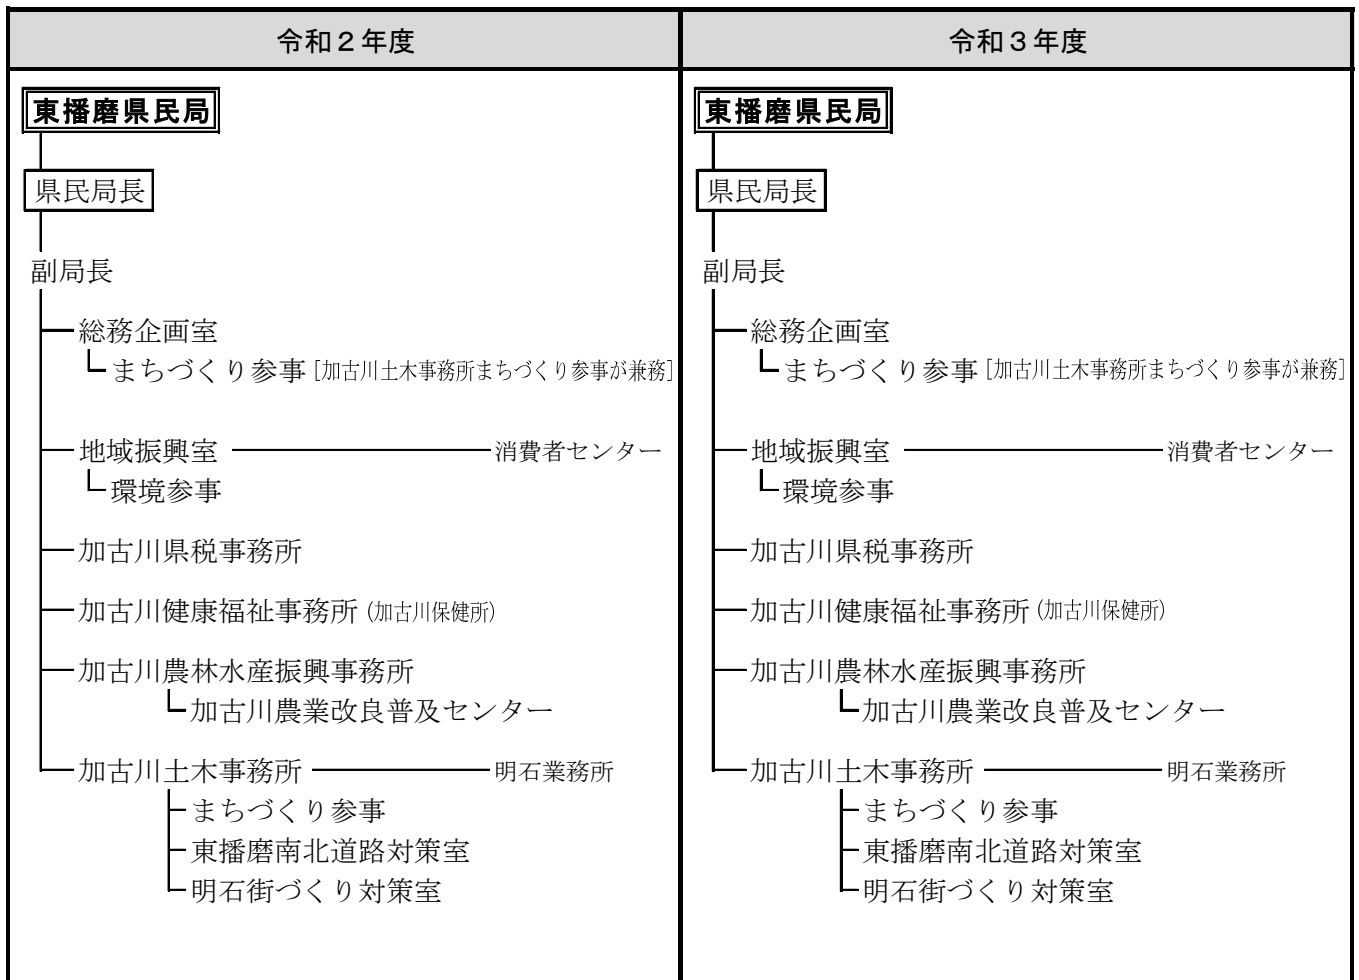 令和２年度
東播磨県民局
県民局長
副局長
総務企画室
まちづくり参事 [加古川土木事務所まちづくり参事が兼務]
地域振興室 消費者センター
環境参事
加古川県税事務所
加古川健康福祉事務所 (加古川保健所)
加古川農林水産振興事務所
加古川農業改良普及センター
加古川土木事務所 明石業務所
まちづくり参事
東播磨南北道路対策室
明石街づくり対策室
令和３年度
東播磨県民局
県民局長
副局長
総務企画室
まちづくり参事 [加古川土木事務所まちづくり参事が兼務]
地域振興室 消費者センター
環境参事
加古川県税事務所
加古川健康福祉事務所 (加古川保健所)
加古川農林水産振興事務所
加古川農業改良普及センター
加古川土木事務所 明石業務所
まちづくり参事
東播磨南北道路対策室
明石街づくり対策室